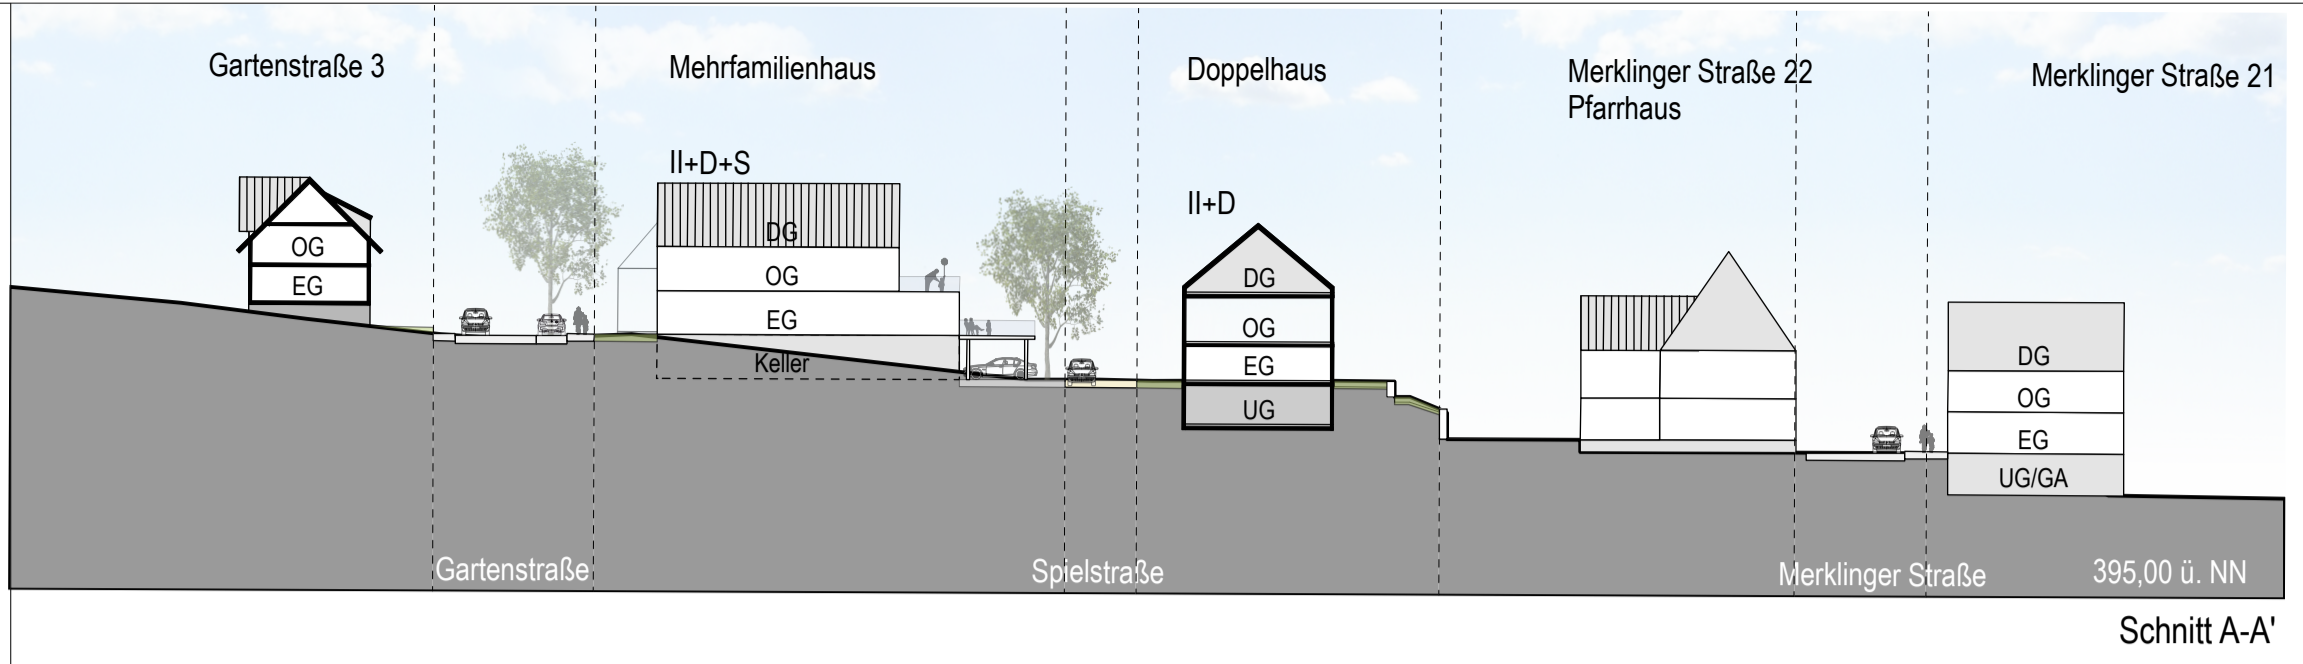 Gartenstraße 3
Mehrfamilienhaus
Doppelhaus
Merklinger Straße 22
Pfarrhaus
Merklinger Straße 21
II+D+S
II+D
OG
EG
DG
OG
EG
Keller
DG
OG
EG
UG
DG
OG
EG
UG/GA
Gartenstraße
Spielstraße
Merklinger Straße
395,00 ü. NN
Schnitt A-A'